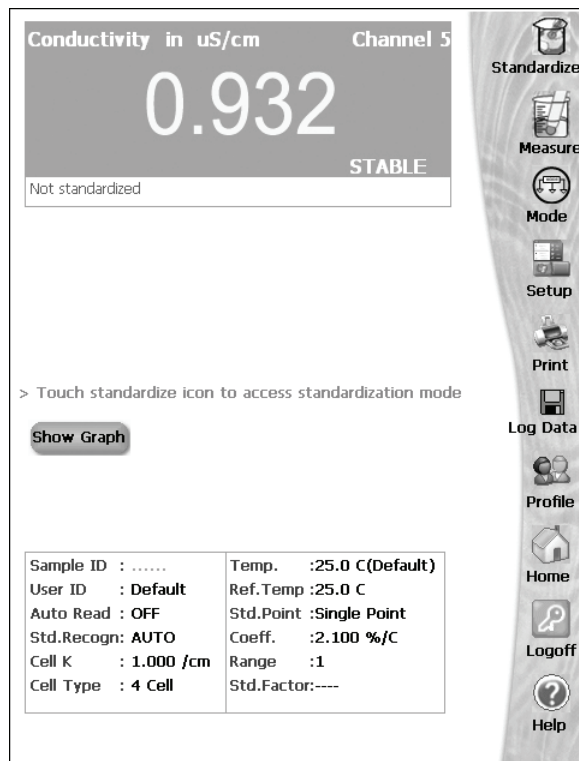 Conductivity in uS/cm Channel 5
0.932
STABLE
Not standardized
> Touch standardize icon to access standardization mode
Show Graph
Sample ID : ...... Temp. :25.0 C(Default)
User ID : Default Ref.Temp :25.0 C
Auto Read : OFF Std.Point :Single Point
Std.Recogn: AUTO Coeff. :2.100 %/C
Cell K : 1.000 /cm Range :1
Cell Type : 4 Cell Std.Factor:----
Standardize
Measure
Mode
Setup
Print
Log Data
Profile
Home
Logoff
Help